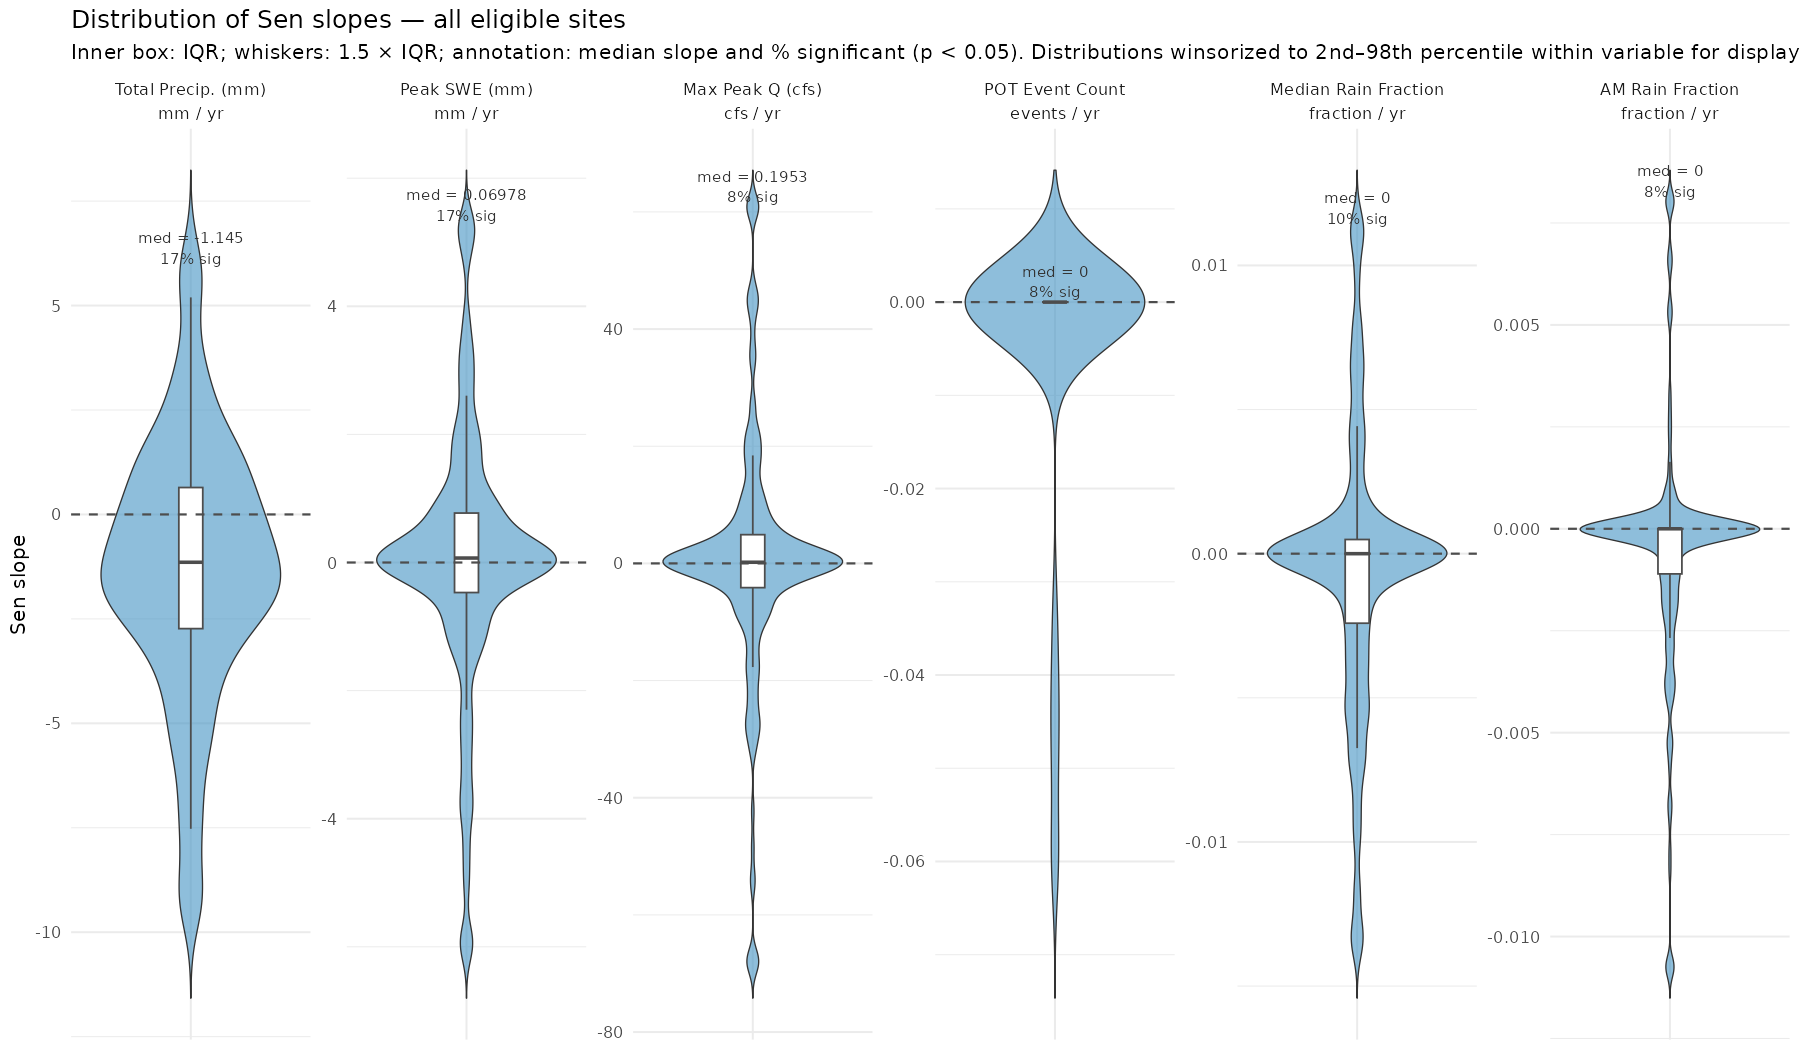 Distribution of Sen slopes — all eligible sites
Inner box: IQR; whiskers: 1.5 × IQR; annotation: median slope and % significant (p < 0.05). Distributions winsorized to 2nd–98th percentile within variable for display
Total Precip. (mm)
mm / yr
Peak SWE (mm)
mm / yr
Max Peak Q (cfs)
cfs / yr
POT Event Count
events / yr
Median Rain Fraction
fraction / yr
AM Rain Fraction
fraction / yr
Sen slope
5
0
-5
-10
med = -1.145
17% sig
4
0
-4
med = 0.06978
17% sig
40
0
-40
-80
med = 0.1953
8% sig
0.00
-0.02
-0.04
-0.06
med = 0
8% sig
0.01
0.00
-0.01
med = 0
10% sig
0.005
0.000
-0.005
-0.010
med = 0
8% sig